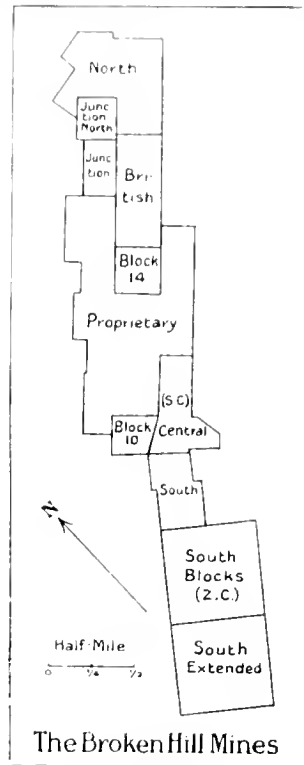 North
Junc
tion
North
Junc
tion
Bri-
tish
Block
14
Proprietary
(S.C)
Block
10
Central
South
N
South
Blocks
(2.C.)
South
Extended
Half-Mile
0 1/4 1/2
The Broken Hill Mines